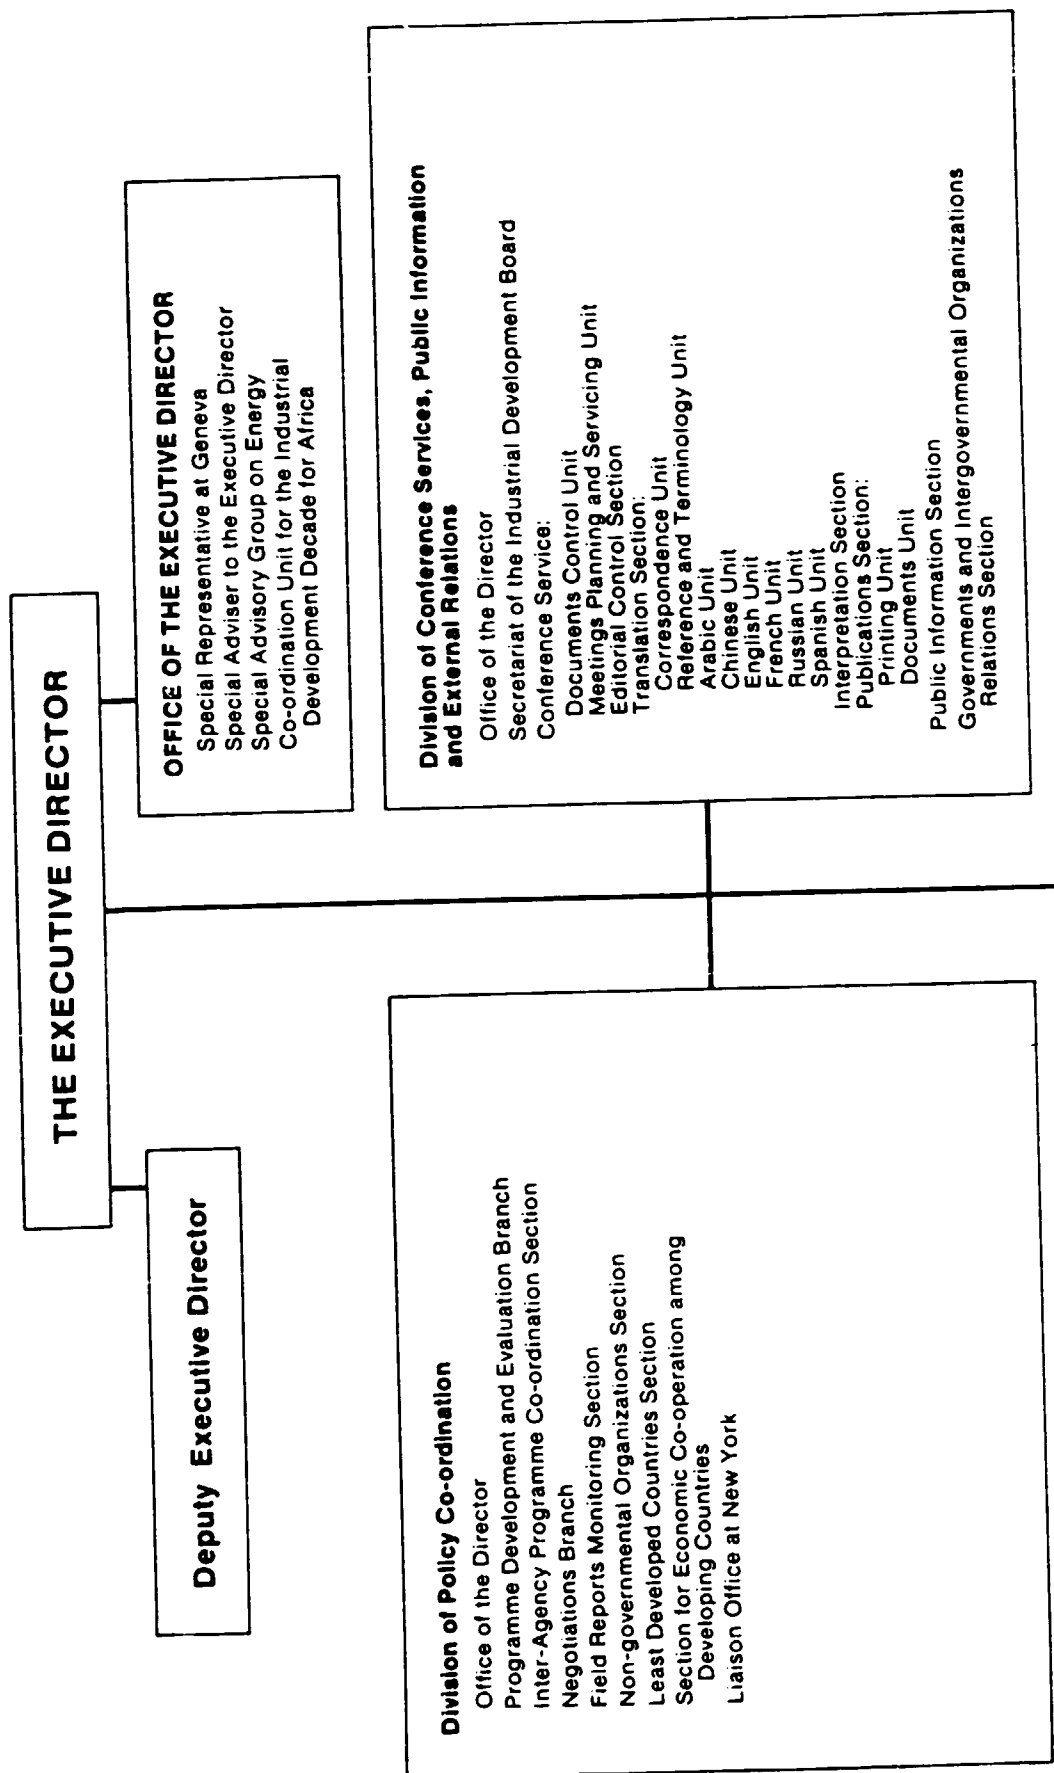 THE EXECUTIVE DIRECTOR
Deputy Executive Director
OFFICE OF THE EXECUTIVE DIRECTOR
Special Representative at Geneva
Special Adviser to the Executive Director
Special Advisory Group on Energy
Co-ordination Unit for the Industrial
Development Decade for Africa
Division of Policy Co-ordination
Office of the Director
Programme Development and Evaluation Branch
Inter-Agency Programme Co-ordination Section
Negotiations Branch
Field Reports Monitoring Section
Non-governmental Organizations Section
Least Developed Countries Section
Section for Economic Co-operation among
Developing Countries
Liaison Office at New York
Division of Conference Services, Public Information
and External Relations
Office of the Director
Secretariat of the Industrial Development Board
Conference Service:
Documents Control Unit
Meetings Planning and Servicing Unit
Editorial Control Section
Translation Section:
Correspondence Unit
Reference and Terminology Unit
Arabic Unit
Chinese Unit
English Unit
French Unit
Russian Unit
Spanish Unit
Interpretation Section
Publications Section:
Printing Unit
Documents Unit
Public Information Section
Governments and Intergovernmental Organizations
Relations Section